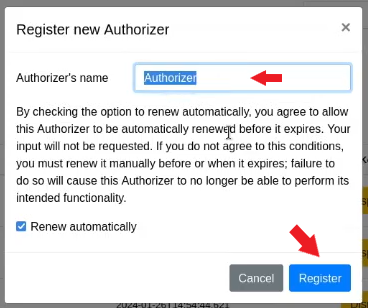 Register new Authorizer
×
Authorizer's name
Authorizer
By checking the option to renew automatically, you agree to allow
this Authorizer to be automatically renewed before it expires. Your
input will not be requested. If you do not agree to this conditions,
you must renew it manually before or when it expires; failure to
do so will cause this Authorizer to no longer be able to perform its
intended functionality.
Renew automatically
Cancel
Register